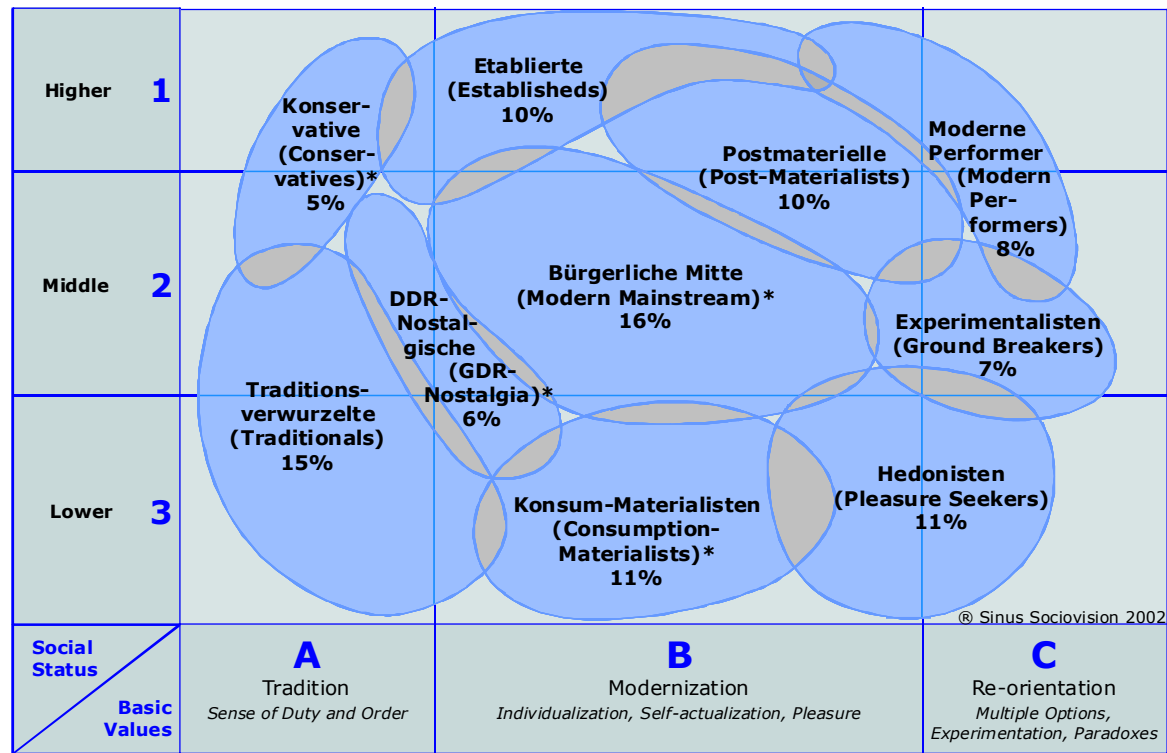 Higher 1
Middle 2
Lower 3
Konser-
vative
(Conser-
vatives)*
5%
Etablierte
(Establisheds)
10%
Postmaterielle
(Post-Materialists)
10%
Moderne
Performer
(Modern
Per-
formers)
8%
DDR-
Nostal-
gische
(GDR-
Nostalgia)*
6%
Bürgerliche Mitte
(Modern Mainstream)*
16%
Experimentalisten
(Ground Breakers)
7%
Traditions-
verwurzelte
(Traditionals)
15%
Konsum-Materialisten
(Consumption-
Materialists)*
11%
Hedonisten
(Pleasure Seekers)
11%
® Sinus Sociovision 2002
Social
Status
Basic
Values
A
Tradition
Sense of Duty and Order
B
Modernization
Individualization, Self-actualization, Pleasure
C
Re-orientation
Multiple Options,
Experimentation, Paradoxes